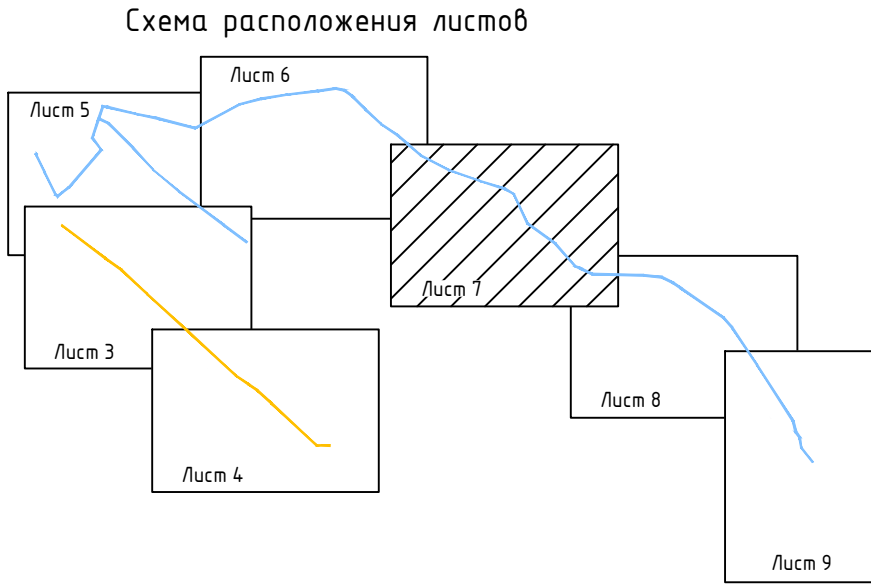 Схема расположения листов
Лист 6
Лист 5
Лист 7
Лист 3
Лист 8
Лист 4
Лист 9